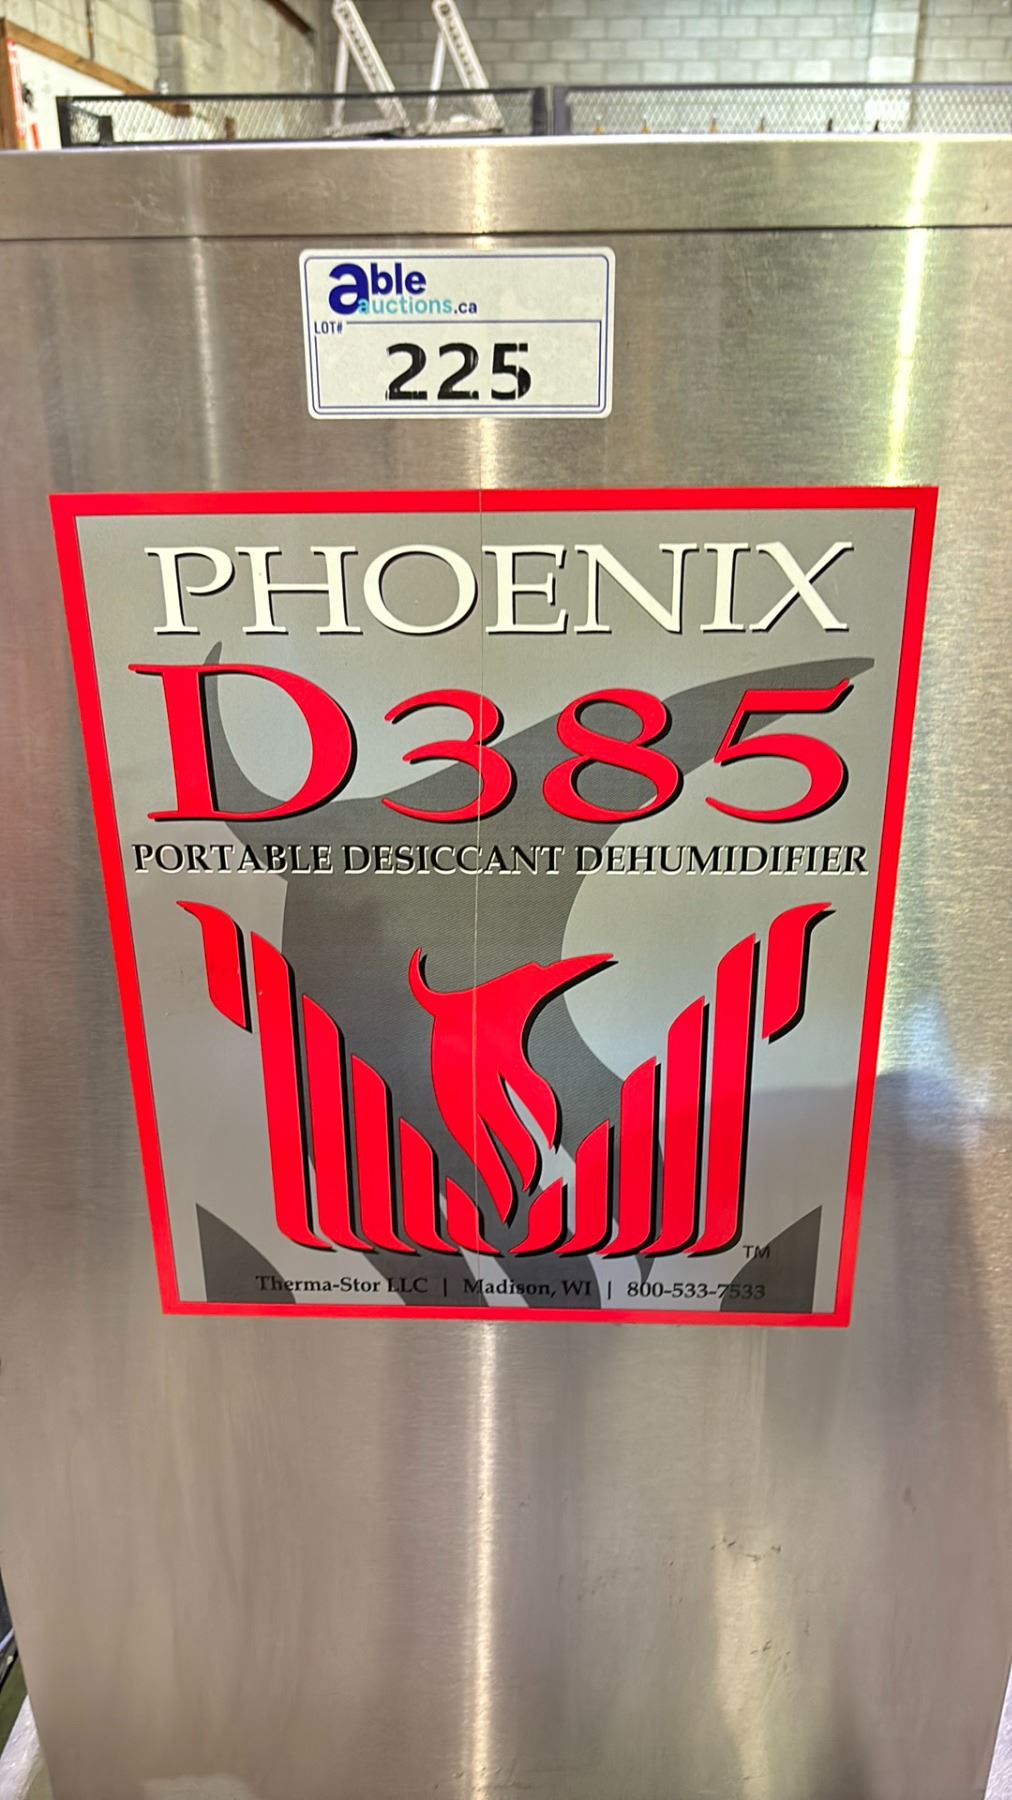 able
auctions.ca
LOT#
225
PHOENIX
D385
PORTABLE DESICCANT DEHUMIDIFIER
TM
Therma-Stor LLC | Madison, WI | 800-533-7533